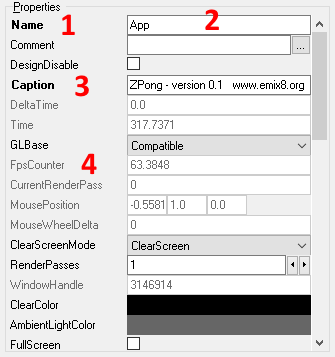 Properties
1 2
Name App
Comment ...
DesignDisable
3 Caption ZPong - version 0.1 www.emix8.org
DeltaTime 0.0
Time 317.7371
GLBase Compatible
FpsCounter 4 63.3848
CurrentRenderPass 0
MousePosition -0.5581 1.0 0.0
MouseWheelDelta 0
ClearScreenMode ClearScreen
RenderPasses 1
WindowHandle 3146914
ClearColor
AmbientLightColor
FullScreen